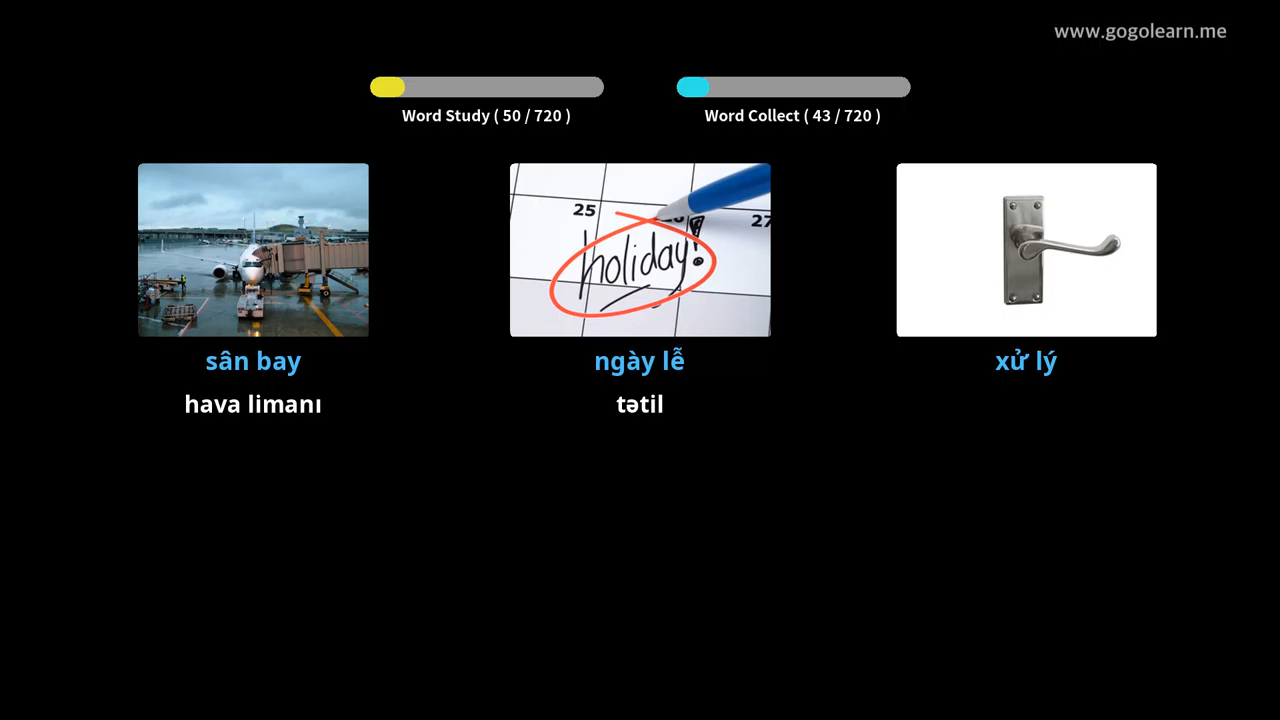 www.gogolearn.me
Word Study ( 50 / 720 )
Word Collect ( 43 / 720 )
25
27
holiday!
sân bay
ngày lễ
xử lý
hava limanı
tətil